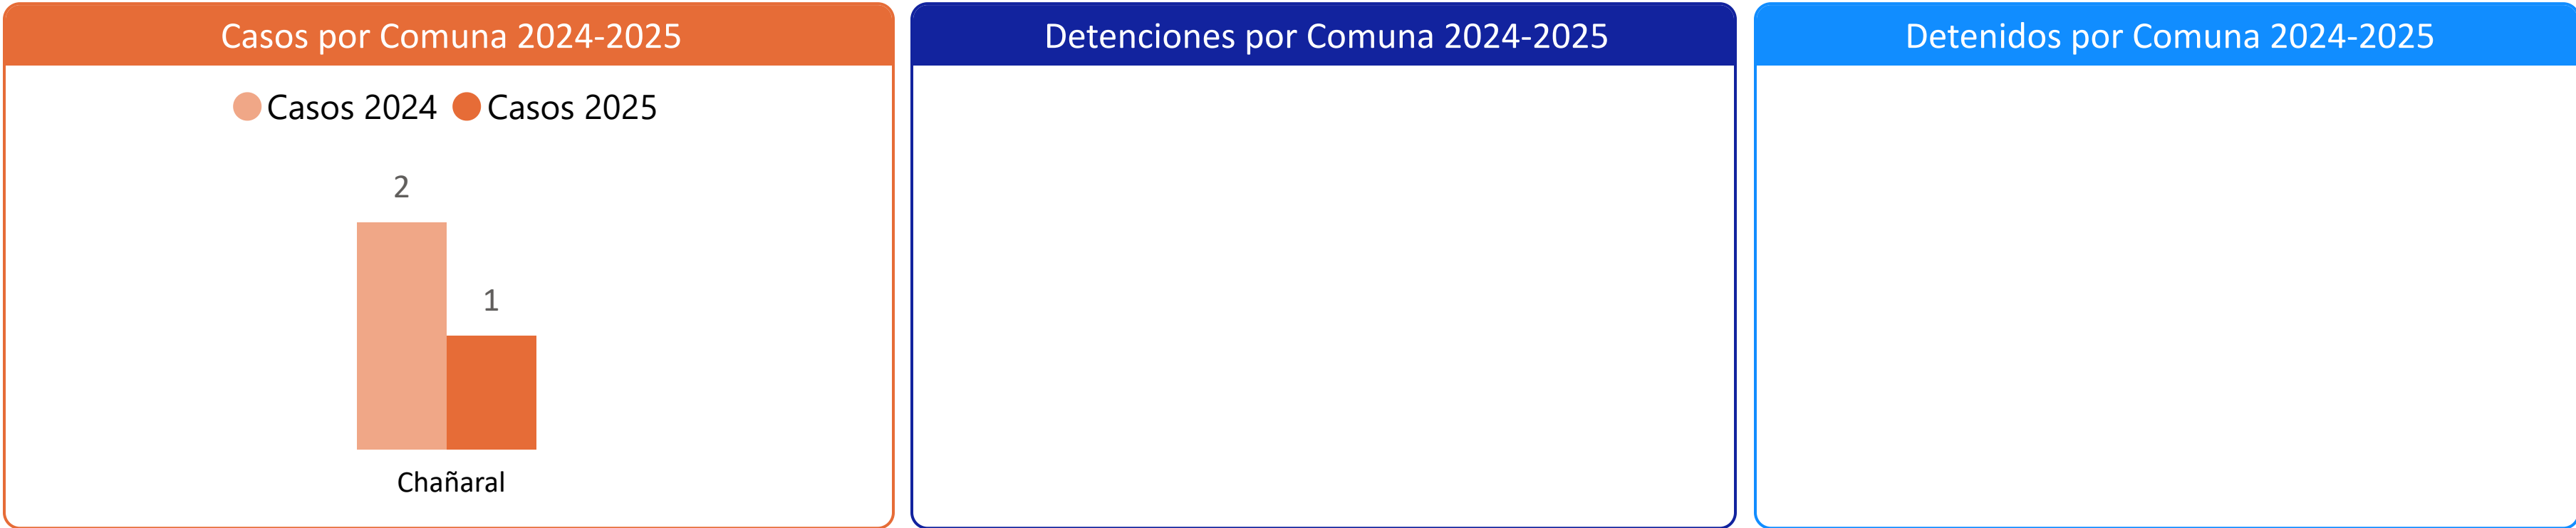 Casos por Comuna 2024-2025
Casos 2024 Casos 2025
2
1
Chañaral
Detenciones por Comuna 2024-2025
Detenidos por Comuna 2024-2025